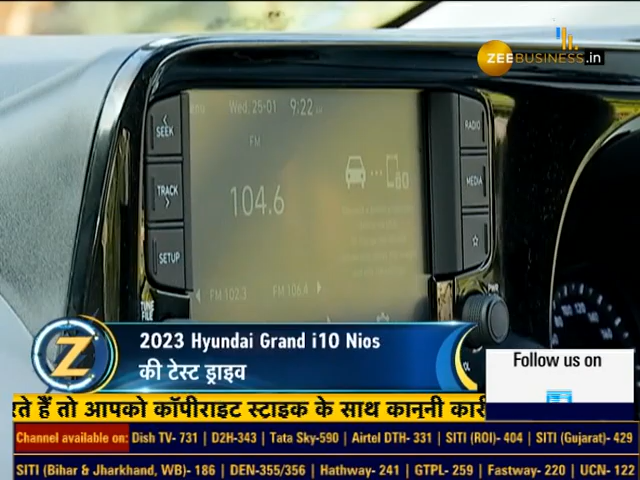 ZEEBUSINESS.in
Wed, 25-01 9:22
SEEK
FM
TRACK
104.6
SETUP
FM 102.3 FM 106.4
RADIO
MEDIA
TUNE
FILE
PWR
Z
2023 Hyundai Grand i10 Nios
की टेस्ट ड्राइव
Follow us on
रते हैं तो आपको कॉपीराइट स्टाइक के साथ कानूनी कार्र
Channel available on: Dish TV- 731 | D2H-343 | Tata Sky-590 | Airtel DTH- 331 | SITI (ROI)- 404 | SITI (Gujarat)- 429
SITI (Bihar & Jharkhand, WB)- 186 | DEN-355/356 | Hathway- 241 | GTPL- 259 | Fastway- 220 | UCN- 122